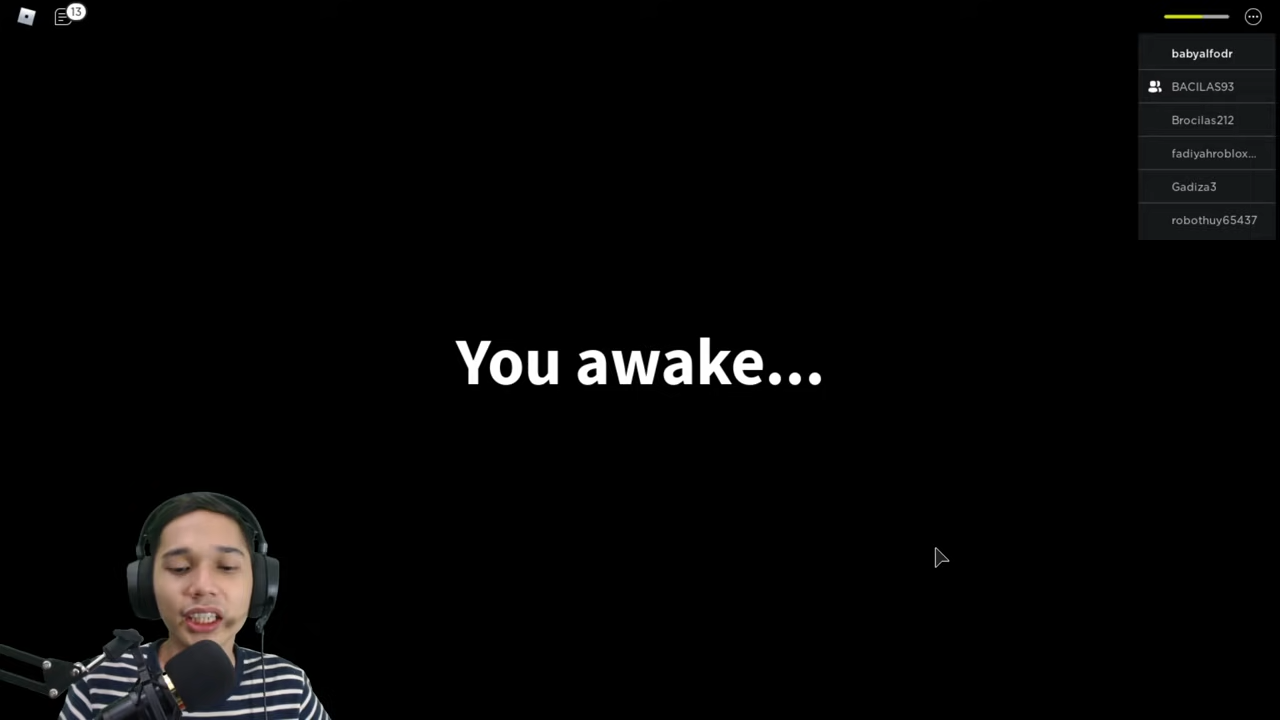 13
babyalfodr
BACILAS93
Brocilas212
fadiyahroblox...
Gadiza3
robothuy65437
You awake...